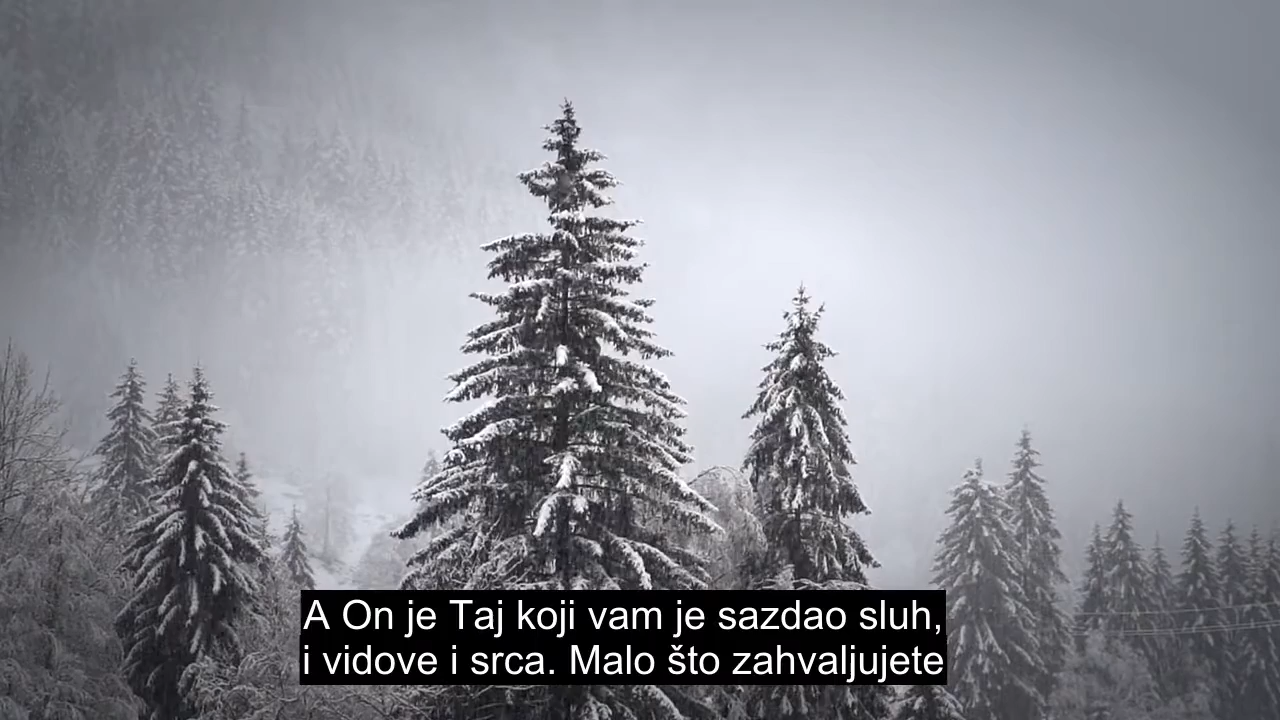 A On je Taj koji vam je sazdao sluh,
i vidove i srca. Malo što zahvaljujete